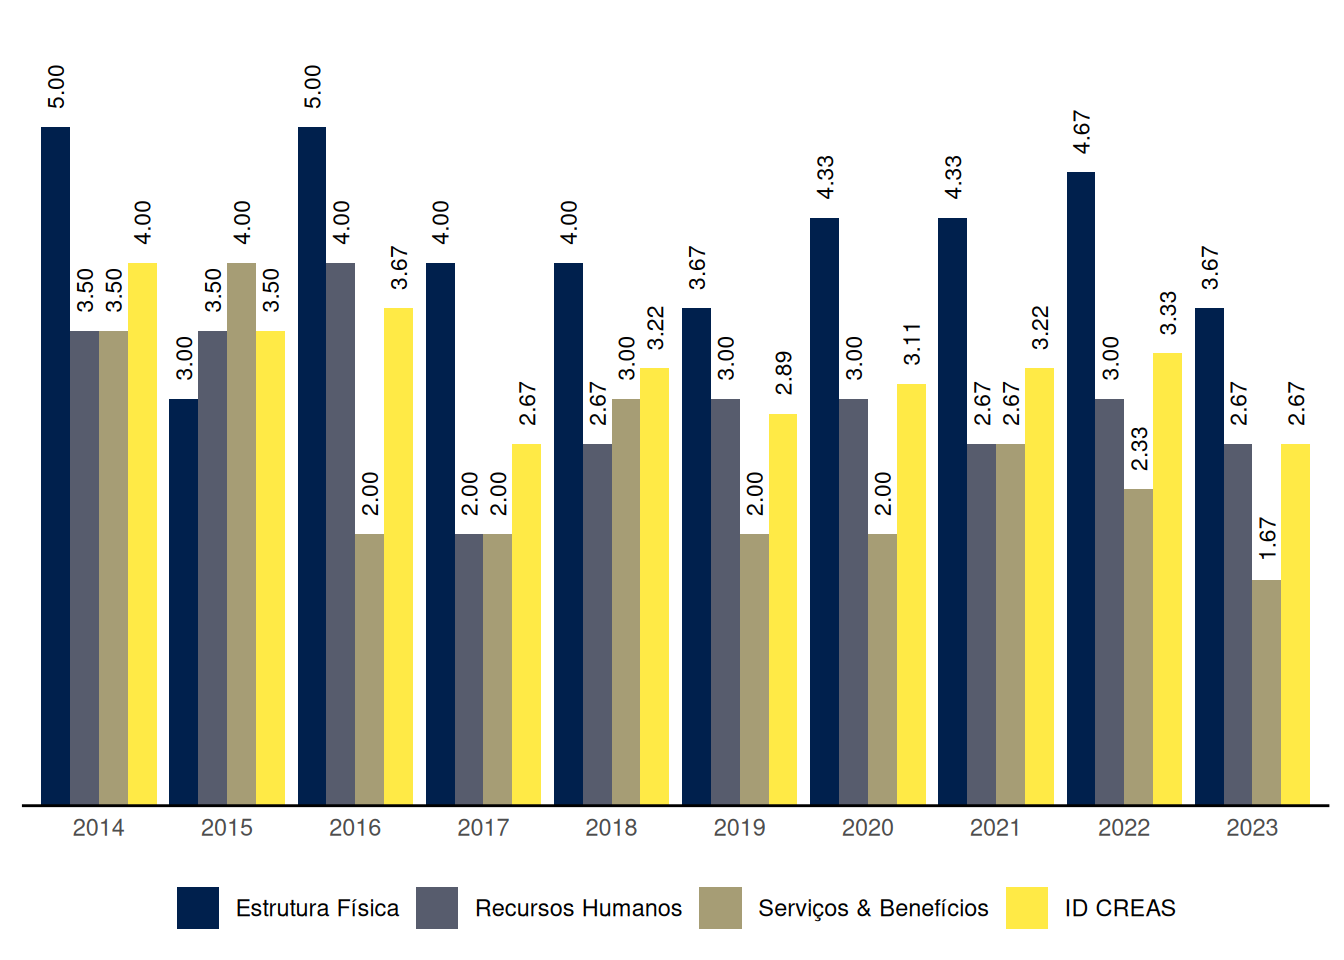 5.00 3.50 3.50 4.00 3.00 3.50 4.00 3.50 5.00 4.00 2.00 3.67 4.00 2.00 2.00 2.67 4.00 2.67 3.00 3.22 3.67 3.00 2.00 2.89 4.33 3.00 2.00 3.11 4.33 2.67 2.67 3.22 4.67 3.00 2.33 3.33 3.67 2.67 1.67 2.67
2014 2015 2016 2017 2018 2019 2020 2021 2022 2023
Estrutura Física Recursos Humanos Serviços & Benefícios ID CREAS